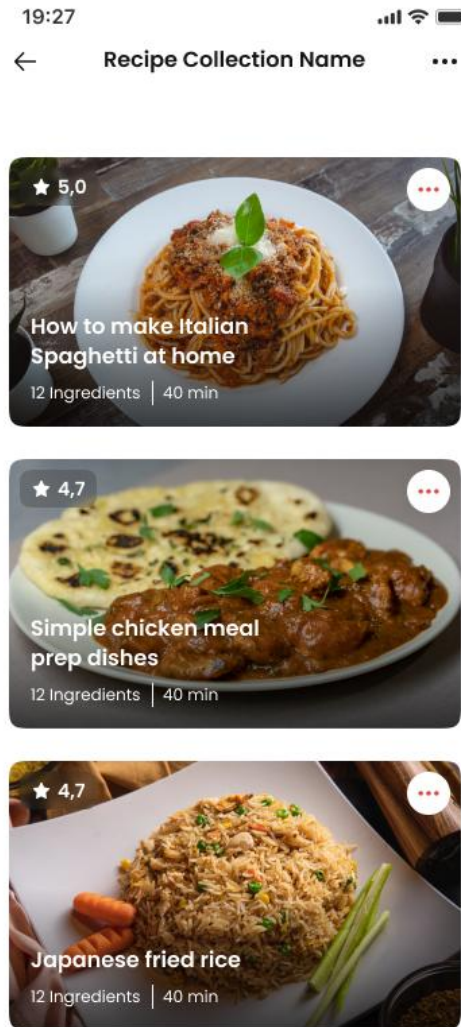 19:27
Recipe Collection Name
5,0
How to make Italian
Spaghetti at home
12 Ingredients | 40 min
4,7
Simple chicken meal
prep dishes
12 Ingredients | 40 min
4,7
Japanese fried rice
12 Ingredients | 40 min